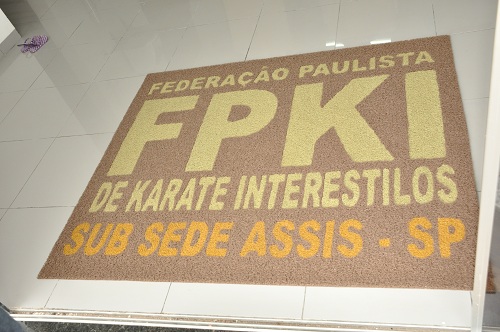 FEDERAÇÃO PAULISTA
FPKI
DE KARATE INTERESTILOS
SUB SEDE ASSIS - SP